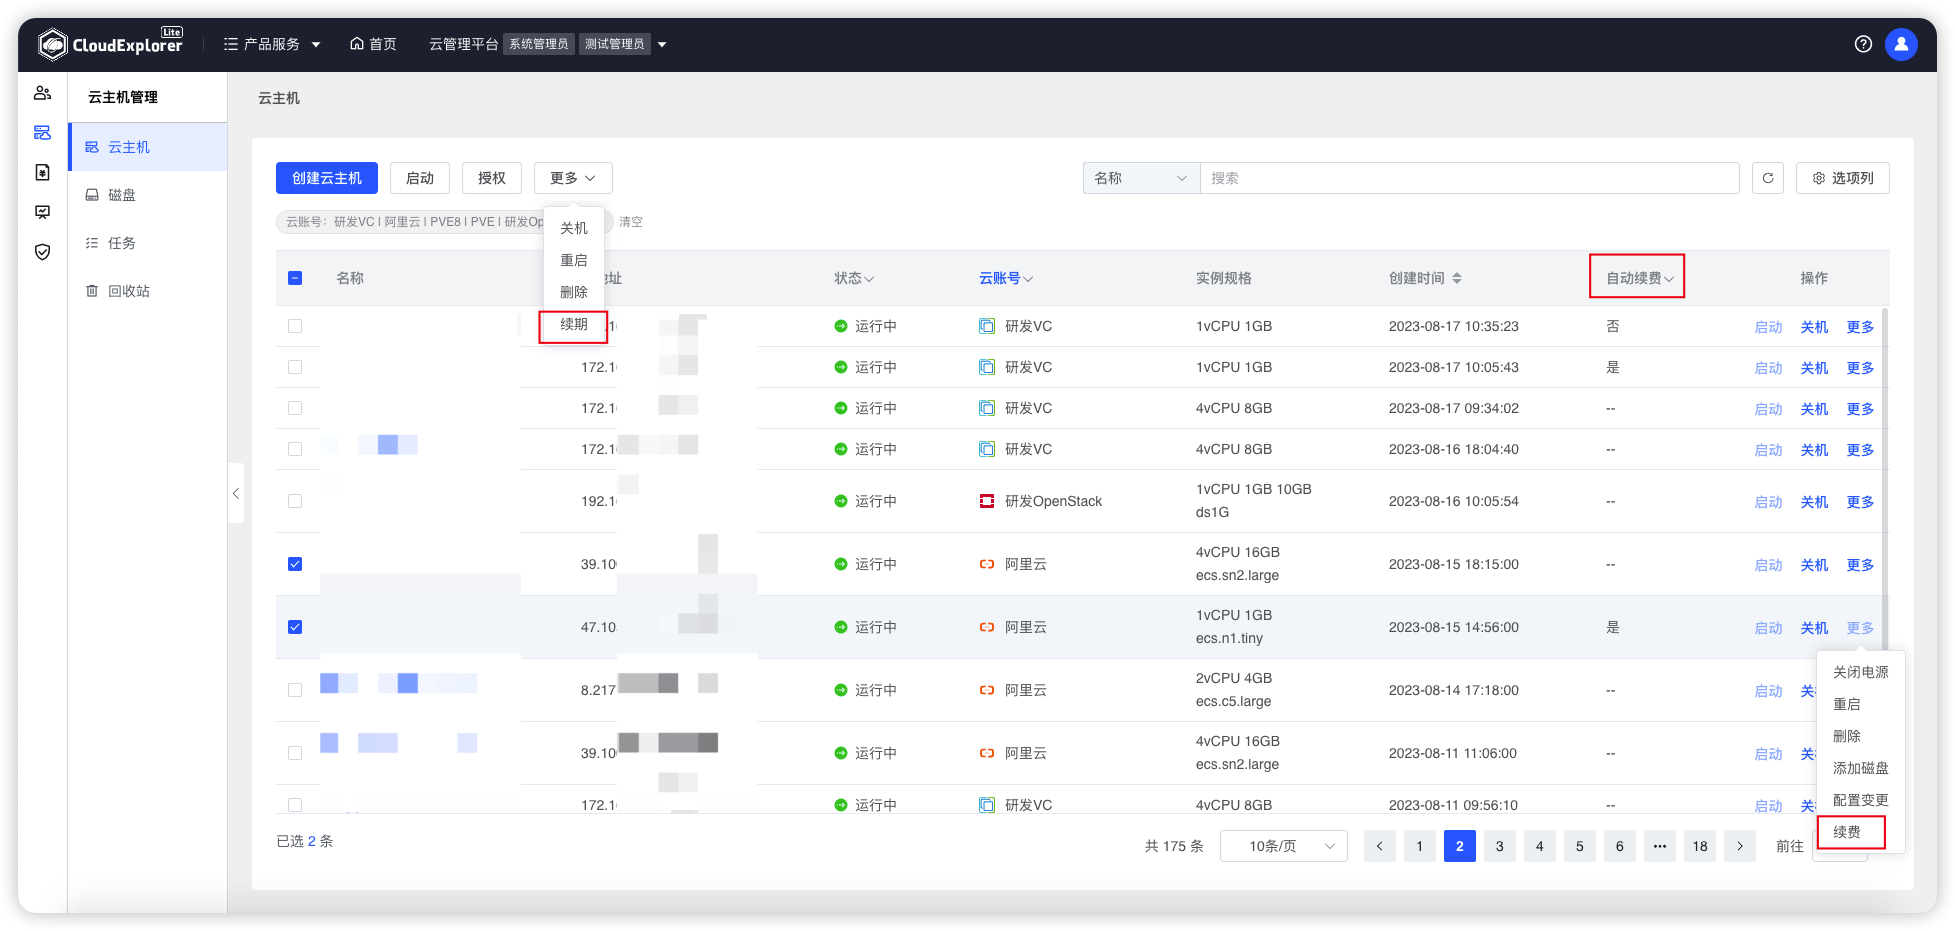 CloudExplorer Lite
产品服务
首页
云管理平台 系统管理员 测试管理员
云主机管理
云主机
磁盘
任务
回收站
云主机
创建云主机 启动 授权 更多
名称 搜索 选项列
云账号: 研发VC | 阿里云 | PVE8 | PVE | 研发Op 清空
关机
重启
删除
续期
名称 址 状态 云账号 实例规格 创建时间 自动续费 操作
运行中 研发VC 1vCPU 1GB 2023-08-17 10:35:23 否 启动 关机 更多
172.1 运行中 研发VC 1vCPU 1GB 2023-08-17 10:05:43 是 启动 关机 更多
172.1 运行中 研发VC 4vCPU 8GB 2023-08-17 09:34:02 -- 启动 关机 更多
172.1 运行中 研发VC 4vCPU 8GB 2023-08-16 18:04:40 -- 启动 关机 更多
192.1 运行中 研发OpenStack 1vCPU 1GB 10GB 2023-08-16 10:05:54 -- 启动 关机 更多
ds1G
39.10 运行中 阿里云 4vCPU 16GB 2023-08-15 18:15:00 -- 启动 关机 更多
ecs.sn2.large
47.10 运行中 阿里云 1vCPU 1GB 2023-08-15 14:56:00 是 启动 关机 更多
ecs.n1.tiny
8.217 运行中 阿里云 2vCPU 4GB 2023-08-14 17:18:00 -- 启动 关
ecs.c5.large
39.10 运行中 阿里云 4vCPU 16GB 2023-08-11 11:06:00 -- 启动 关
ecs.sn2.large
172.1 运行中 研发VC 4vCPU 8GB 2023-08-11 09:56:10 -- 启动 关
关闭电源
重启
删除
添加磁盘
配置变更
续费
已选 2 条
共 175 条 10条/页 1 2 3 4 5 6 ••• 18 前往